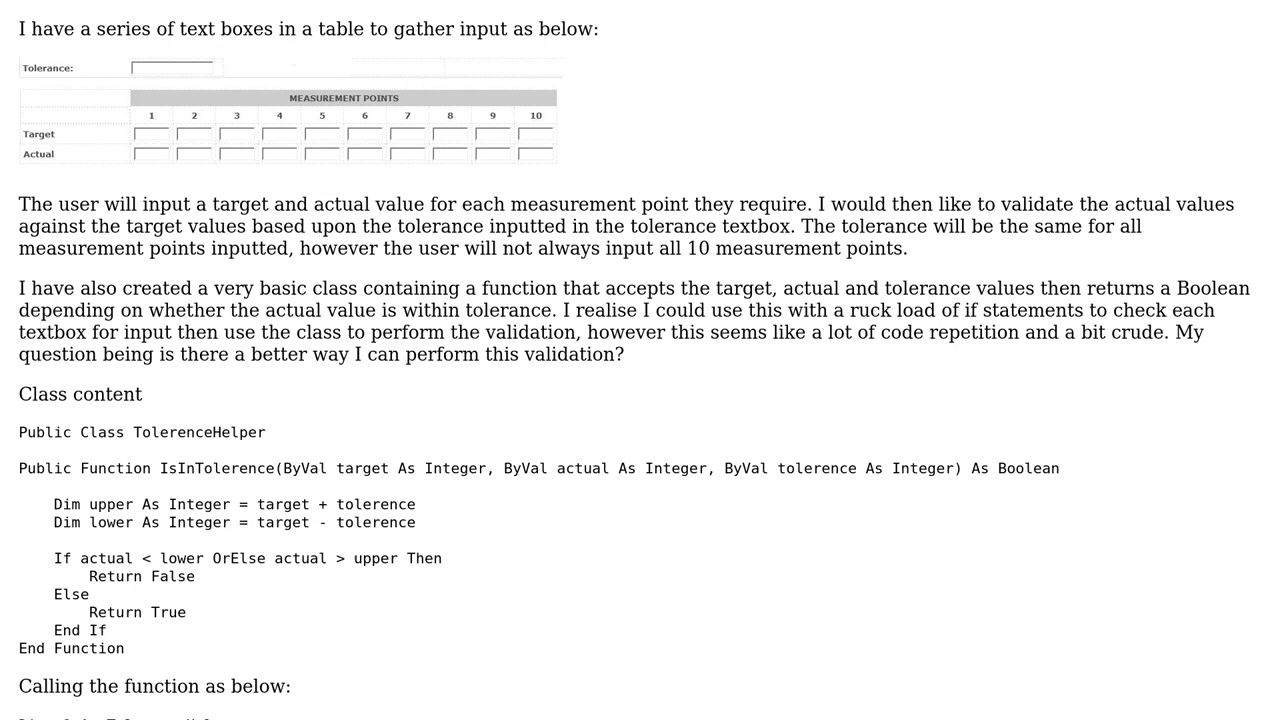 I have a series of text boxes in a table to gather input as below:
Tolerance:
MEASUREMENT POINTS
1 2 3 4 5 6 7 8 9 10
Target
Actual
The user will input a target and actual value for each measurement point they require. I would then like to validate the actual values
against the target values based upon the tolerance inputted in the tolerance textbox. The tolerance will be the same for all
measurement points inputted, however the user will not always input all 10 measurement points.
I have also created a very basic class containing a function that accepts the target, actual and tolerance values then returns a Boolean
depending on whether the actual value is within tolerance. I realise I could use this with a ruck load of if statements to check each
textbox for input then use the class to perform the validation, however this seems like a lot of code repetition and a bit crude. My
question being is there a better way I can perform this validation?
Class content
Public Class TolerenceHelper
Public Function IsInTolerence(ByVal target As Integer, ByVal actual As Integer, ByVal tolerence As Integer) As Boolean
Dim upper As Integer = target + tolerence
Dim lower As Integer = target - tolerence
If actual < lower OrElse actual > upper Then
Return False
Else
Return True
End If
End Function
Calling the function as below: